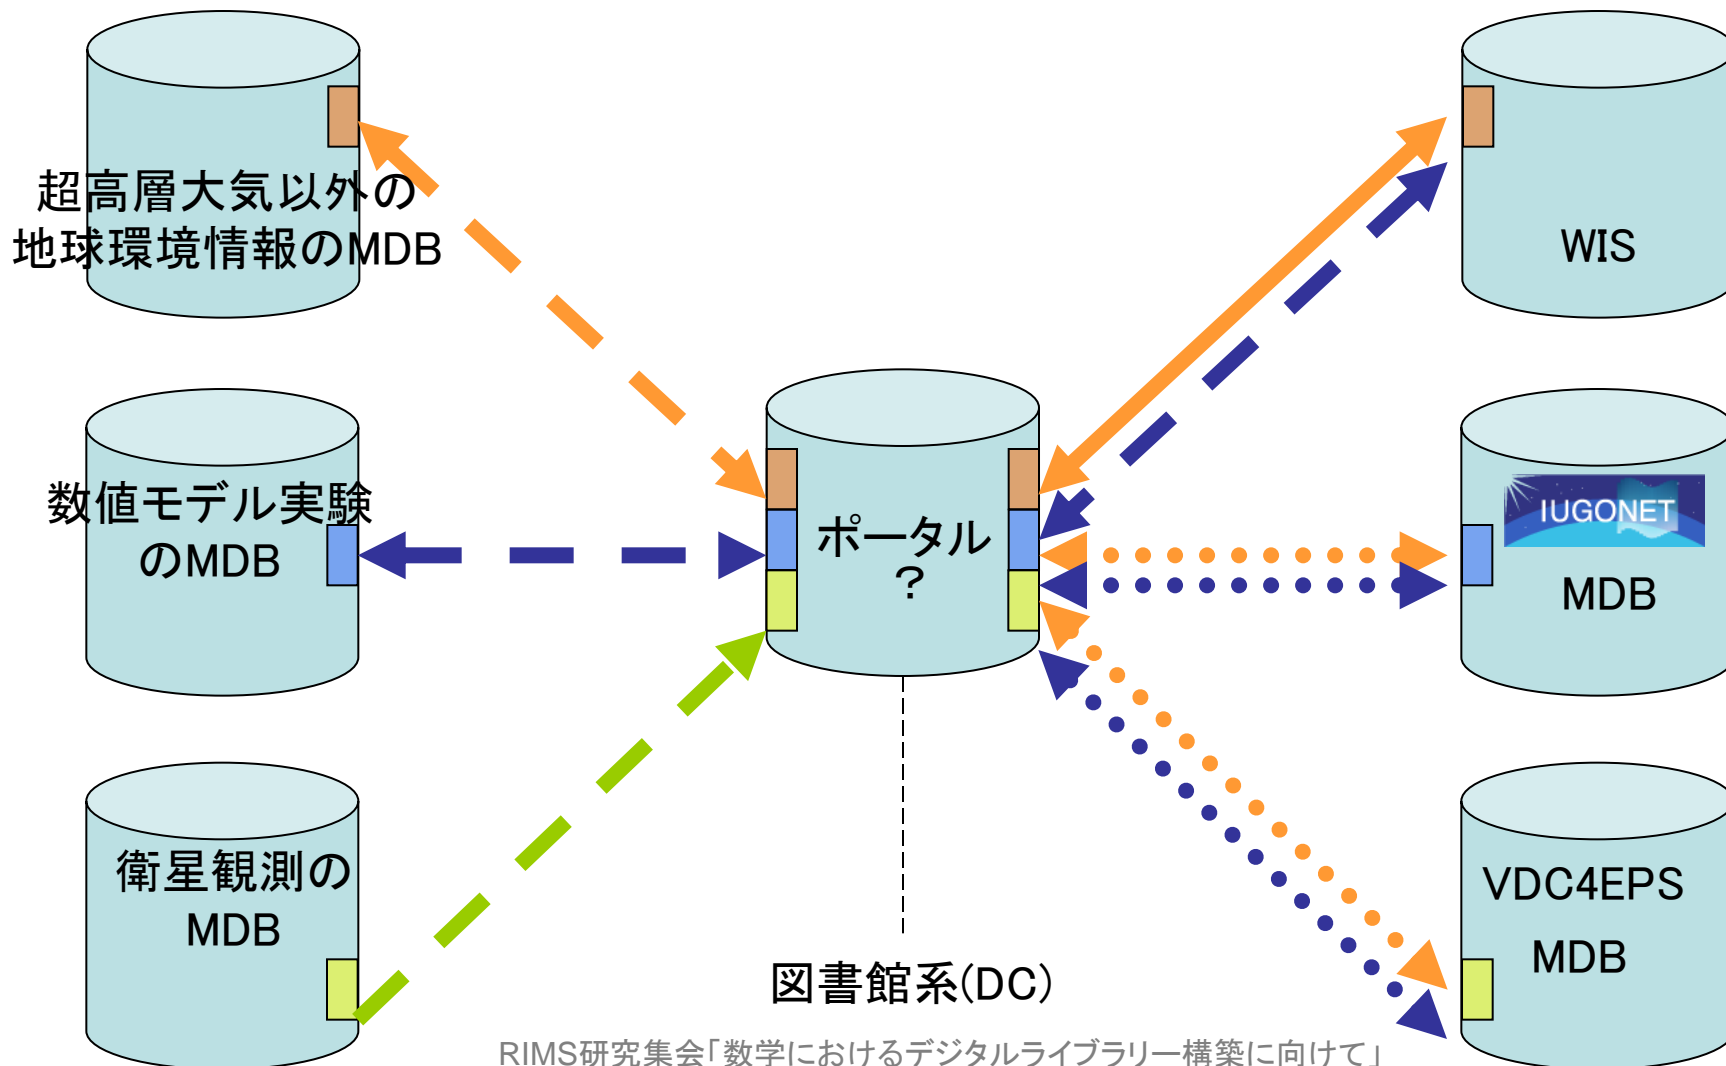 超高層大気以外の
地球環境情報のMDB
WIS
数値モデル実験
のMDB
ポータル
？
IUGONET
MDB
衛星観測の
MDB
VDC4EPS
MDB
図書館系(DC)
RIMS研究集会「数学におけるデジタルライブラリー構築に向けて」